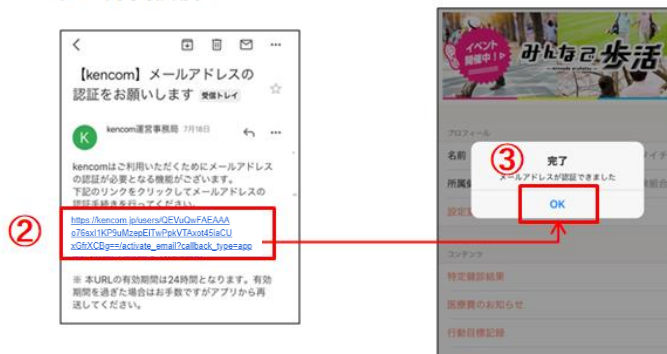 【kencom】メールアドレスの
認証をお願いします 受信トレイ
K
kencom運営事務局 7月18日
kencomはご利用いただくためにメールアドレス
の認証が必要となる機能がございます。
下記のリンクをクリックしてメールアドレスの
認証手続きを行ってください。
②
https://kencom.jp/users/QEVuQwFAEAAA
o76sxI1KP9uMzepEITwPpkVTAxot45iaCU
xGfrXCBg==/activate_email?callback_type=app
※ 本URLの有効期間は24時間となります。有効
期間を過ぎた場合はお手数ですがアプリから再
送してください。
イベント
開催中！
みんなで歩活
プロフィール
名前
③
完了
メールアドレスが認証できました
所属
OK
設定
コンテンツ
特定健診結果
医療費のお知らせ
行動目標記録